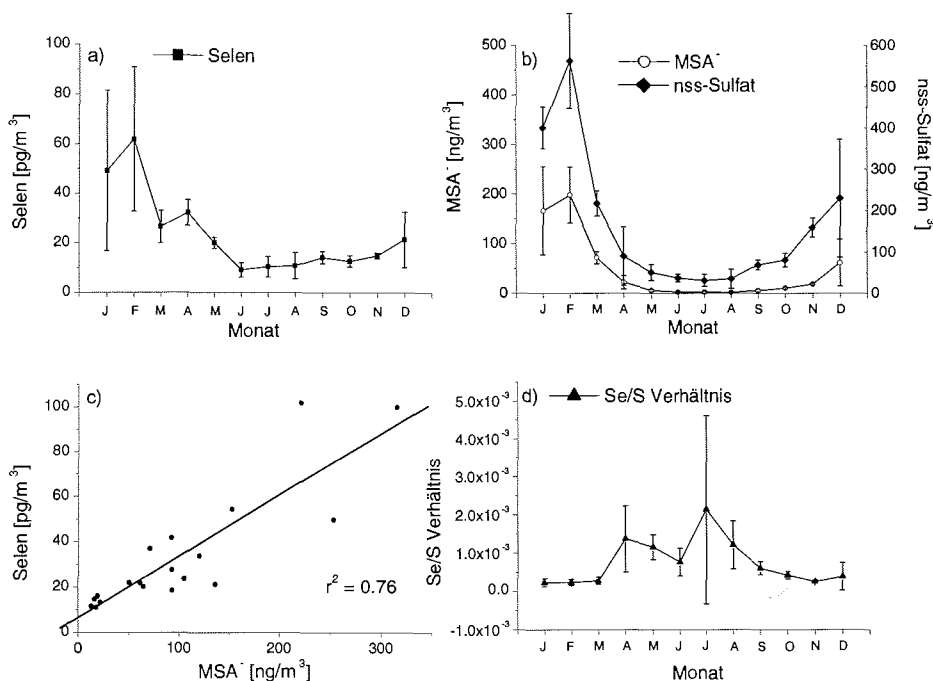 a)
Selen
Selen [pg/m³]
100
80
60
40
20
0
J F M A M J J A S O N D
Monat
b)
MSA⁻
nss-Sulfat
MSA⁻ [ng/m³]
500
400
300
200
100
0
nss-Sulfat [ng/m³]
600
500
400
300
200
100
0
J F M A M J J A S O N D
Monat
c)
Selen [pg/m³]
100
80
60
40
20
0
r² = 0.76
0 100 200 300
MSA⁻ [ng/m³]
d)
Se/S Verhältnis
Se/S Verhältnis
5.0x10⁻³
4.0x10⁻³
3.0x10⁻³
2.0x10⁻³
1.0x10⁻³
0.0
-1.0x10⁻³
J F M A M J J A S O N D
Monat